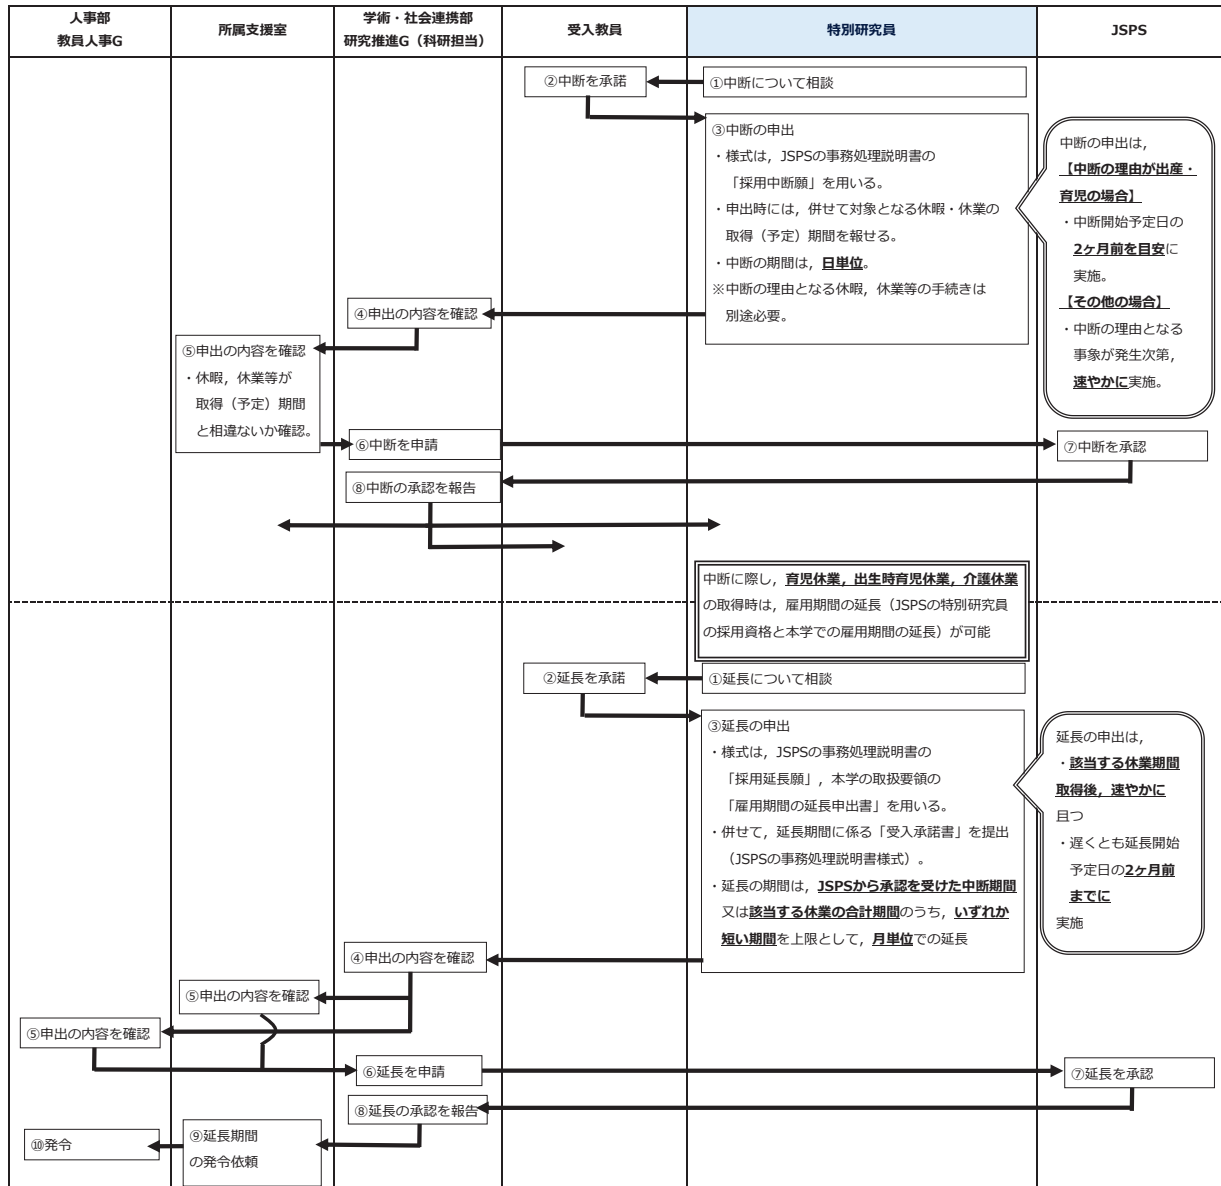 人事部
教員人事G
所属支援室
学術・社会連携部
研究推進G（科研担当）
受入教員
特別研究員
JSPS
②中断を承諾
①中断について相談
③中断の申出
・様式は，JSPSの事務処理説明書の
「採用中断願」を用いる。
・申出時には，併せて対象となる休暇・休業の
取得（予定）期間を報せる。
・中断の期間は，日単位。
※中断の理由となる休暇，休業等の手続きは
別途必要。
中断の申出は，
【中断の理由が出産・
育児の場合】
・中断開始予定日の
2ヶ月前を目安に
実施。
【その他の場合】
・中断の理由となる
事象が発生次第，
速やかに実施。
④申出の内容を確認
⑤申出の内容を確認
・休暇，休業等が
取得（予定）期間
と相違ないか確認。
⑥中断を申請
⑦中断を承認
⑧中断の承認を報告
中断に際し，育児休業，出生時育児休業，介護休業
の取得時は，雇用期間の延長（JSPSの特別研究員
の採用資格と本学での雇用期間の延長）が可能
②延長を承諾
①延長について相談
③延長の申出
・様式は，JSPSの事務処理説明書の
「採用延長願」，本学の取扱要領の
「雇用期間の延長申出書」を用いる。
・併せて，延長期間に係る「受入承諾書」を提出
（JSPSの事務処理説明書様式）。
・延長の期間は，JSPSから承認を受けた中断期間
又は該当する休業の合計期間のうち，いずれか
短い期間を上限として，月単位での延長
延長の申出は，
・該当する休業期間
取得後，速やかに
且つ
・遅くとも延長開始
予定日の2ヶ月前
までに
実施
④申出の内容を確認
⑤申出の内容を確認
⑤申出の内容を確認
⑥延長を申請
⑦延長を承認
⑧延長の承認を報告
⑨延長期間
の発令依頼
⑩発令